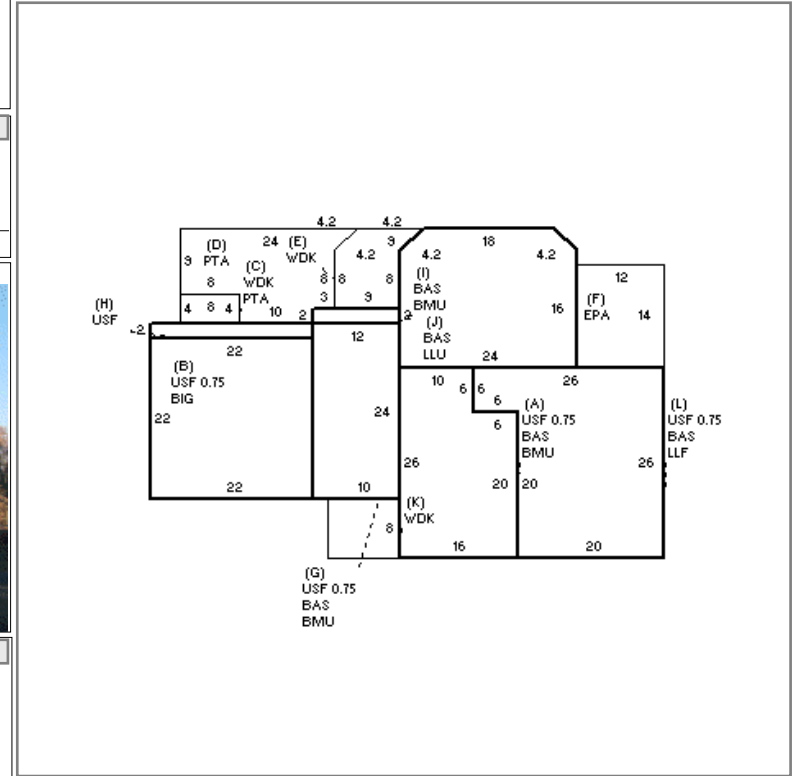 4.2 4.2
24 (E) 9 18
(D) WDK 4.2 4.2 4.2
PTA
9 (C)
8 WDK 8 8 8 (I) 12
PTA 3 9 BAS (F)
4 8 4 10 2 BMU 16 EPA 14
(H)
USF
2 2 (J)
BAS
LLU
22 12 24
(B)
USF 0.75
BIG
10 6 6 26
6 (A) (L)
22 24 6 USF 0.75 USF 0.75
BAS BAS
BMU LLF
26 26
22 10 20 20
(K)
WDK
8
16 20
(G)
USF 0.75
BAS
BMU